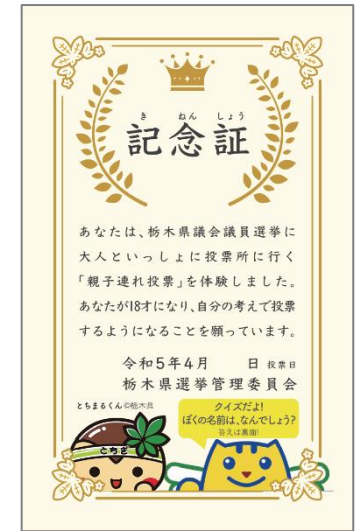 き ねん しょう
記念証
あなたは、栃木県議会議員選挙に
大人といっしょに投票所に行く
「親子連れ投票」を体験しました。
あなたが18才になり、自分の考えで投票
するようになることを願っています。
令和5年4月 日 投票日
栃木県選挙管理委員会
とちまるくん©栃木県
クイズだよ!
ぼくの名前は、なんでしょう?
答えは裏面!
とちぎ